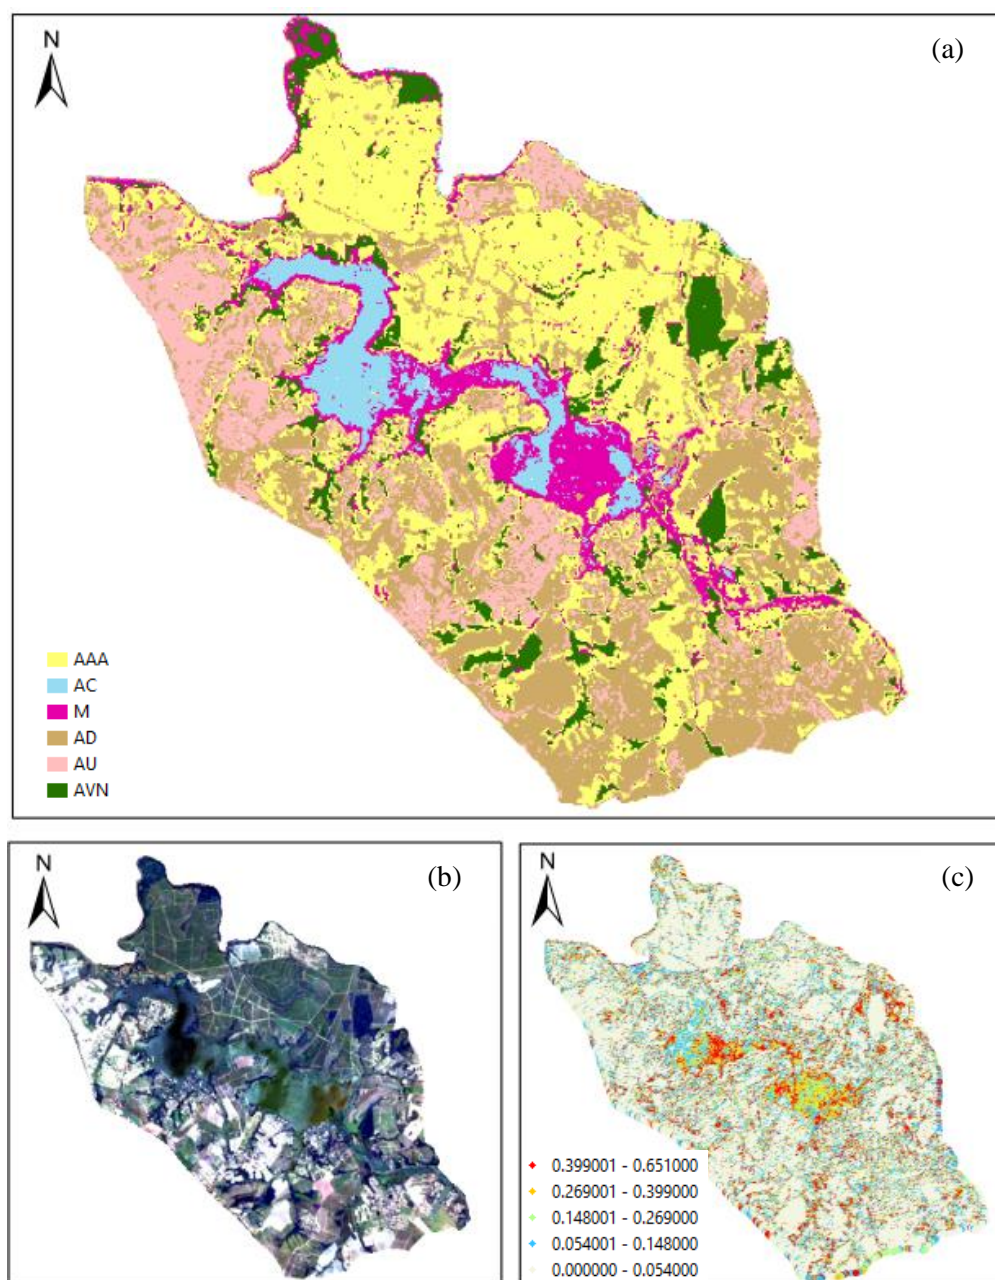 N
(a)
AAA
AC
M
AD
AU
AVN
N
(b)
N
(c)
0.399001 - 0.651000
0.269001 - 0.399000
0.148001 - 0.269000
0.054001 - 0.148000
0.000000 - 0.054000